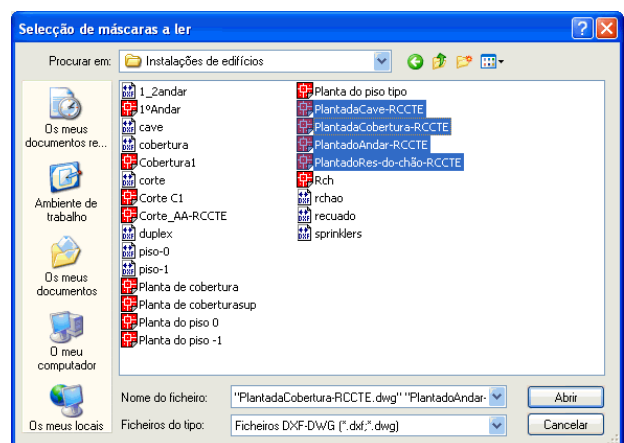 Selecção de máscaras a ler
Procurar em: Instalações de edifícios
Os meus documentos re...
Ambiente de trabalho
Os meus documentos
O meu computador
Os meus locais
1_2andar
1ºAndar
cave
cobertura
Cobertura1
corte
Corte C1
Corte_AA-RCCTE
duplex
piso-0
piso-1
Planta de cobertura
Planta de coberturasup
Planta do piso 0
Planta do piso -1
Planta do piso tipo
PlantadaCave-RCCTE
PlantadaCobertura-RCCTE
PlantadoAndar-RCCTE
PlantadoRes-do-chão-RCCTE
Rch
rchao
recuado
sprinklers
Nome do ficheiro: "PlantadaCobertura-RCCTE.dwg" "PlantadoAndar- Abrir
Ficheiros do tipo: Ficheiros DXF-DWG (*.dxf;*.dwg) Cancelar